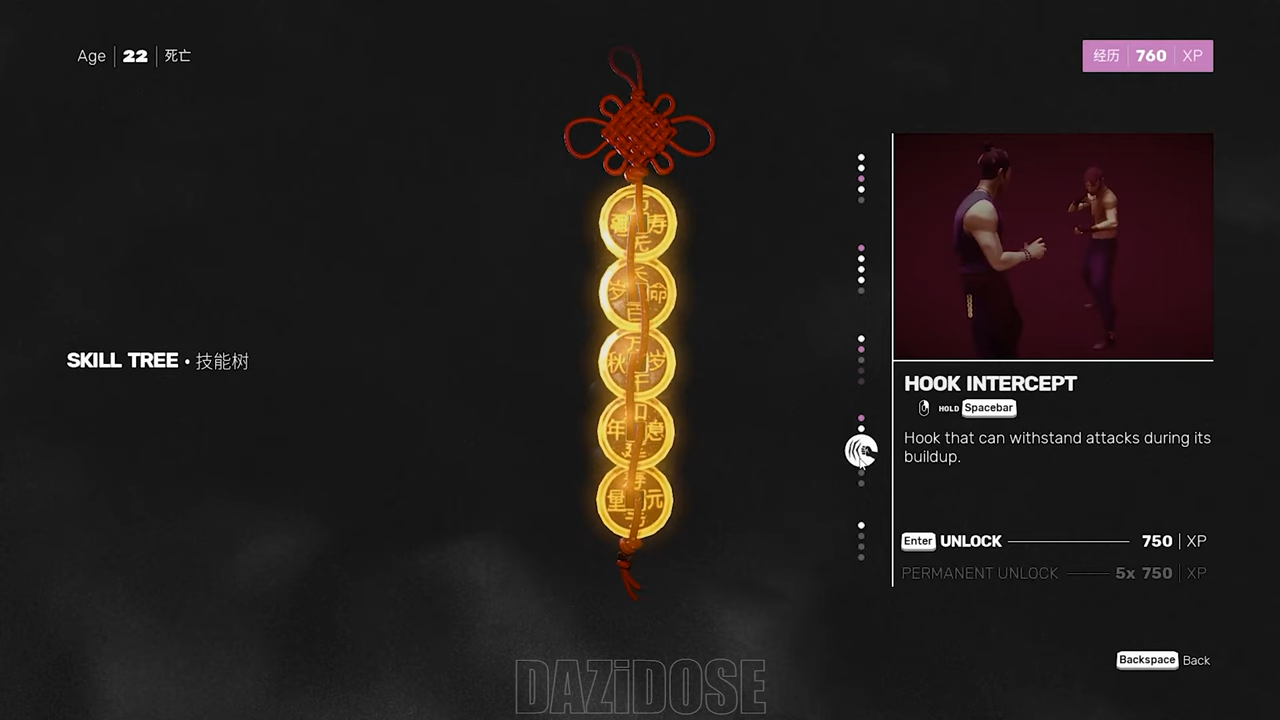 Age 22 死亡
经历 760 XP
SKILL TREE • 技能树
HOOK INTERCEPT
HOLD Spacebar
Hook that can withstand attacks during its
buildup.
Enter UNLOCK 750 XP
PERMANENT UNLOCK 5x 750 XP
Backspace Back
DAZiDOSE